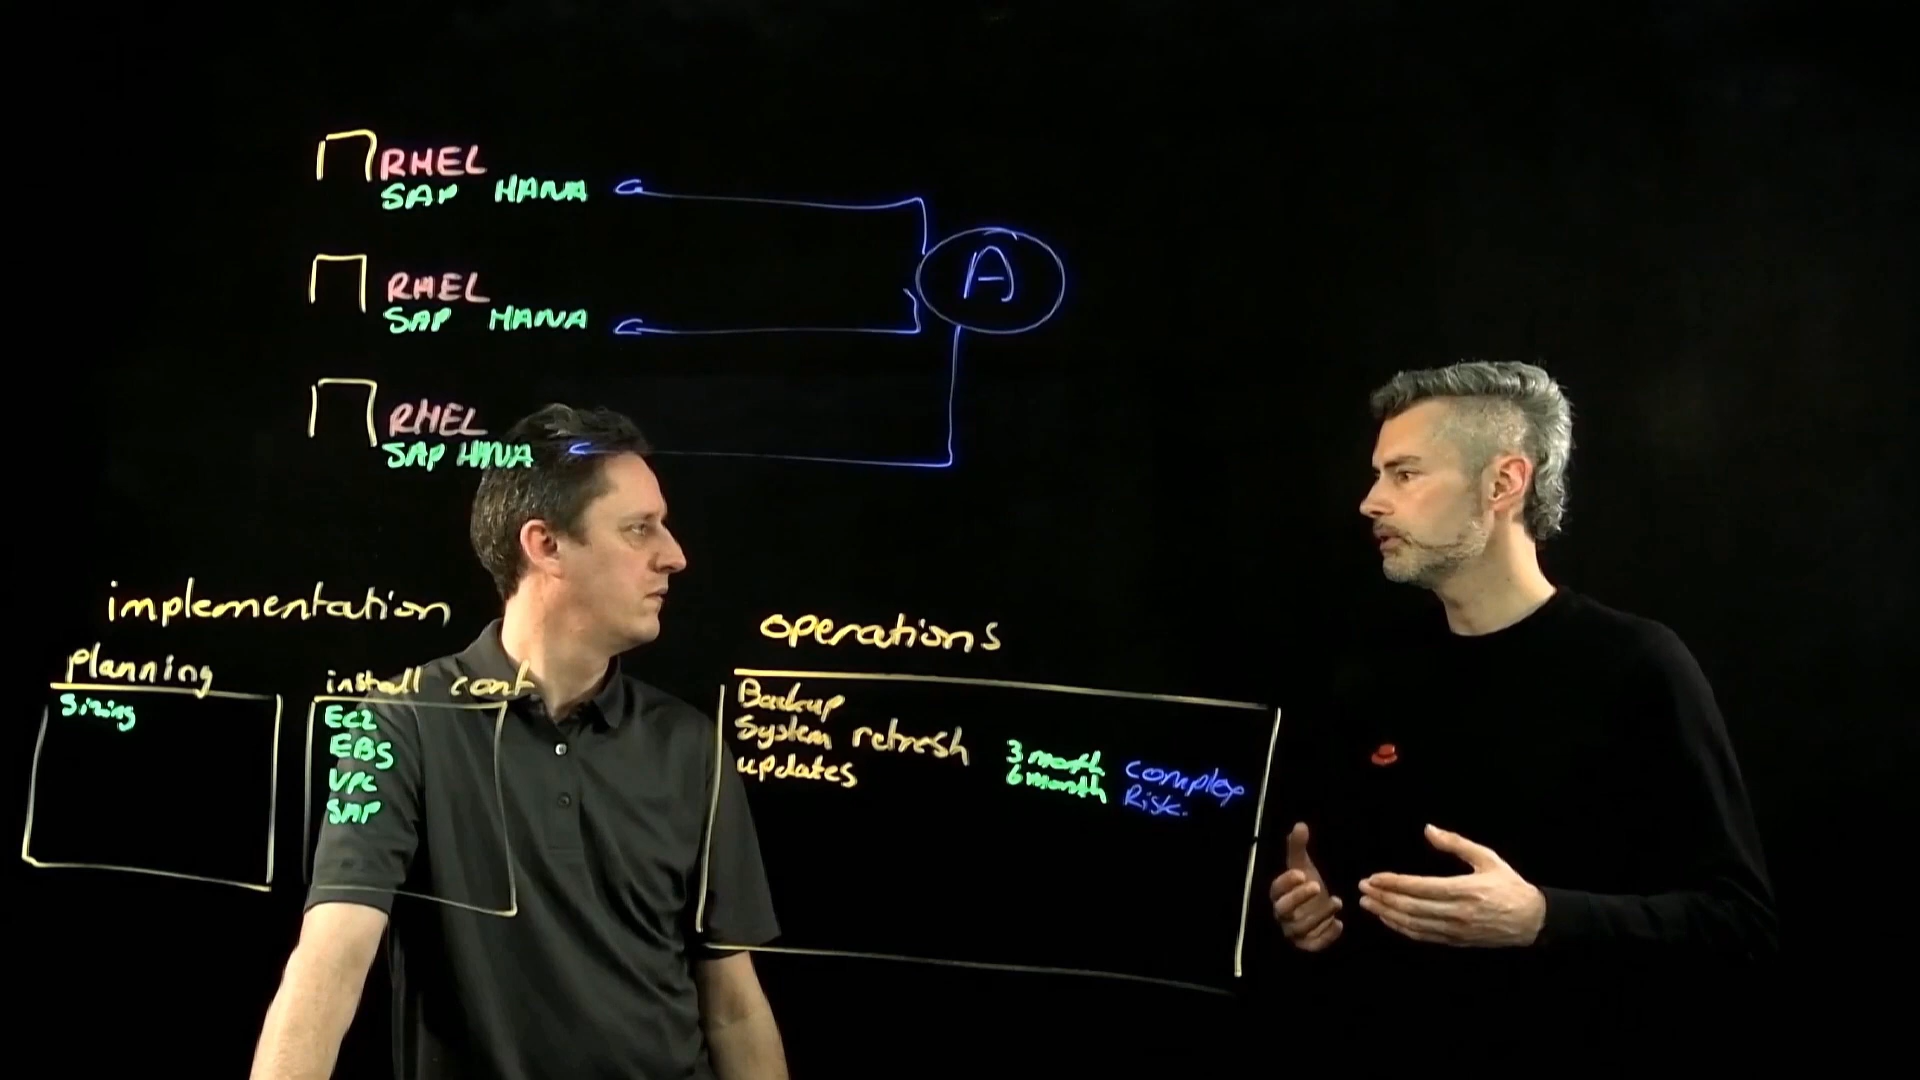 RHEL
SAP HANA
A
RHEL
SAP HANA
RHEL
SAP HANA
implementation
operations
planning
install conf
Sizing
EC2
EBS
VPC
SAP
Backup
System refresh
updates
3 month
6 month
complex
Risk.